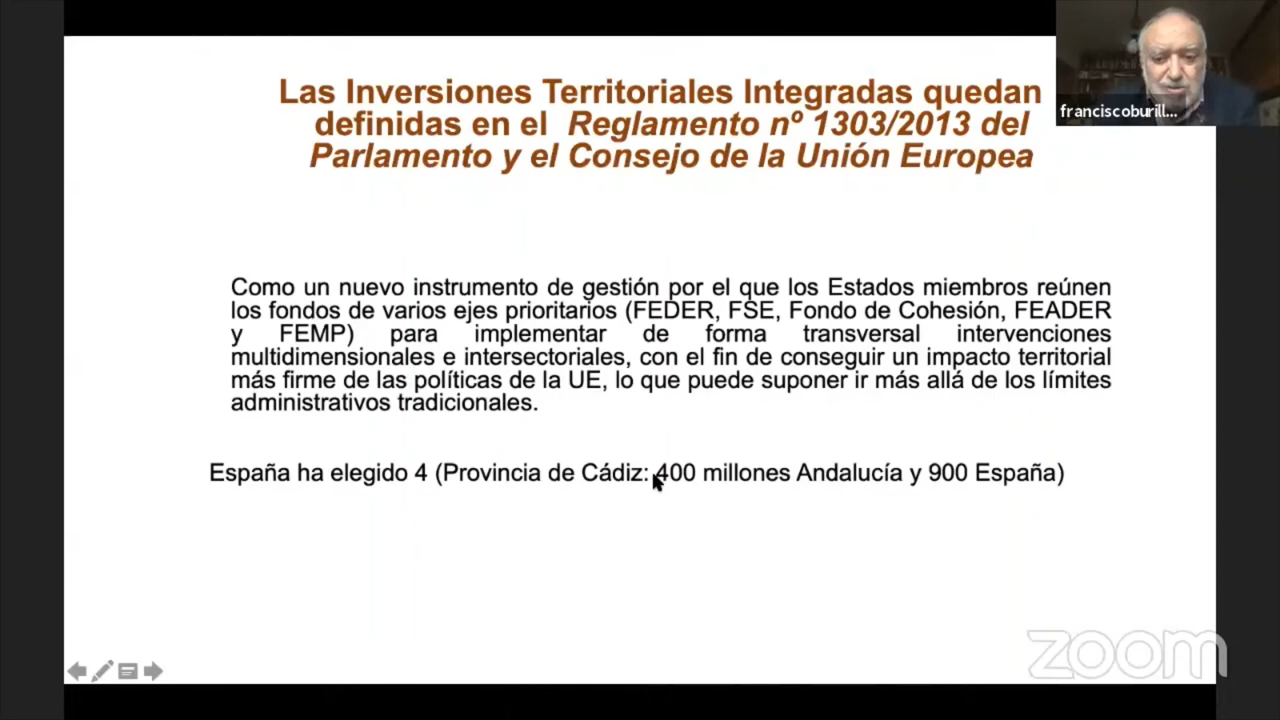 Las Inversiones Territoriales Integradas quedan
definidas en el Reglamento nº 1303/2013 del
Parlamento y el Consejo de la Unión Europea
franciscoburill...
Como un nuevo instrumento de gestión por el que los Estados miembros reúnen
los fondos de varios ejes prioritarios (FEDER, FSE, Fondo de Cohesión, FEADER
y FEMP) para implementar de forma transversal intervenciones
multidimensionales e intersectoriales, con el fin de conseguir un impacto territorial
más firme de las políticas de la UE, lo que puede suponer ir más allá de los límites
administrativos tradicionales.
España ha elegido 4 (Provincia de Cádiz: 400 millones Andalucía y 900 España)
zoom